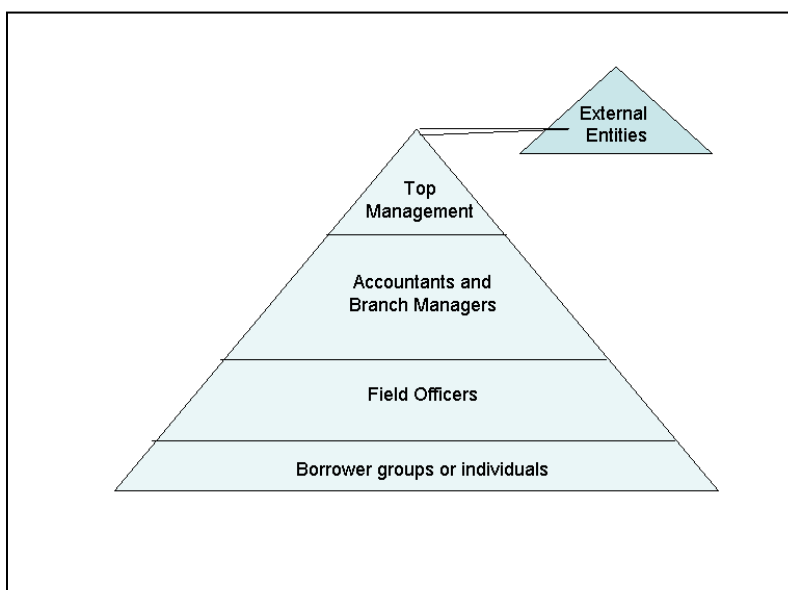 External
Entities
Top
Management
Accountants and
Branch Managers
Field Officers
Borrower groups or individuals